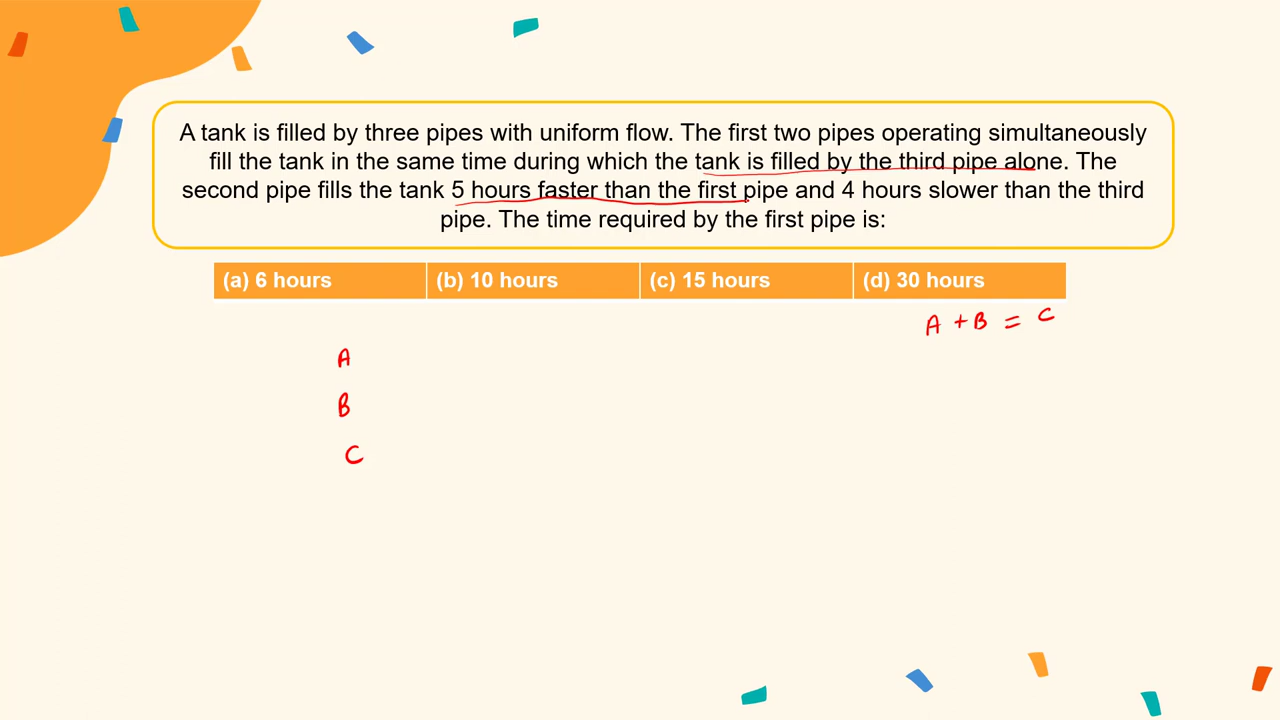 A tank is filled by three pipes with uniform flow. The first two pipes operating simultaneously
fill the tank in the same time during which the tank is filled by the third pipe alone. The
second pipe fills the tank 5 hours faster than the first pipe and 4 hours slower than the third
pipe. The time required by the first pipe is:
(a) 6 hours (b) 10 hours (c) 15 hours (d) 30 hours
A + B = C
A
B
C